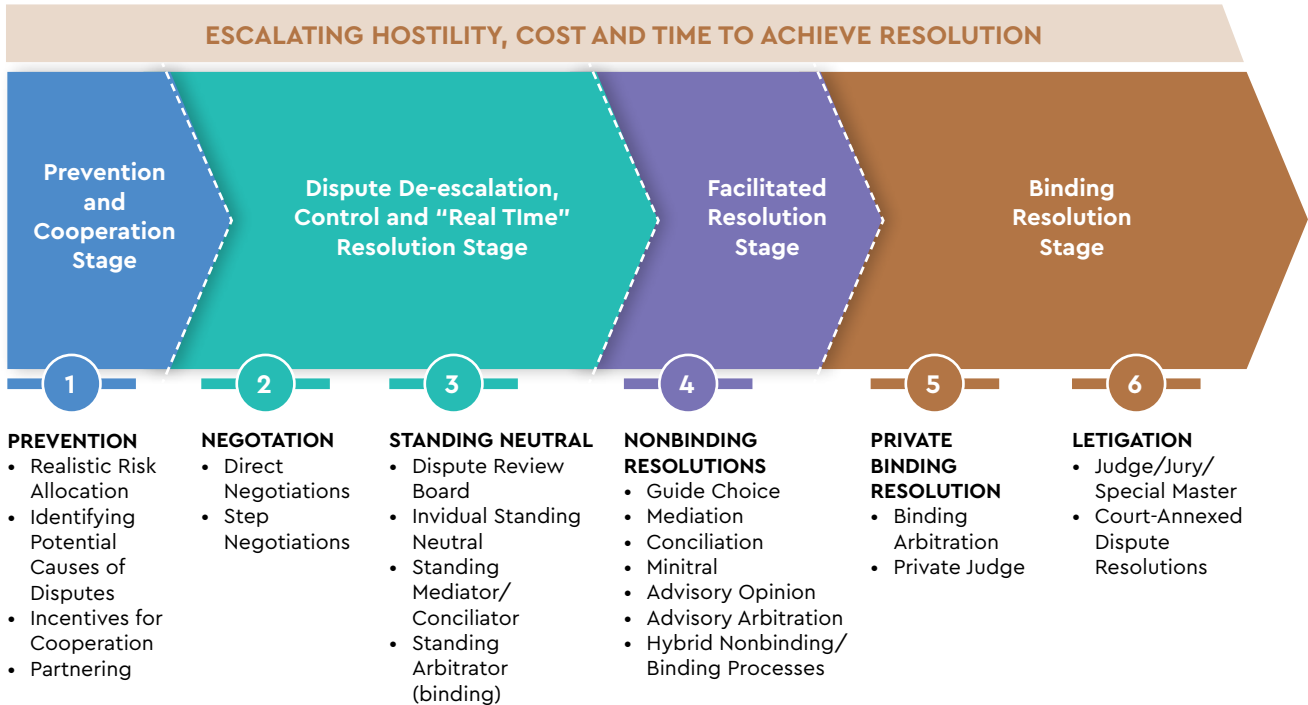 ESCALATING HOSTILITY, COST AND TIME TO ACHIEVE RESOLUTION
Prevention
and
Cooperation
Stage
Dispute De-escalation,
Control and “Real TIme”
Resolution Stage
Facilitated
Resolution
Stage
Binding
Resolution
Stage
1
PREVENTION
• Realistic Risk
Allocation
• Identifying
Potential
Causes of
Disputes
• Incentives for
Cooperation
• Partnering
2
NEGOTATION
• Direct
Negotiations
• Step
Negotiations
3
STANDING NEUTRAL
• Dispute Review
Board
• Invidual Standing
Neutral
• Standing
Mediator/
Conciliator
• Standing
Arbitrator
(binding)
4
NONBINDING
RESOLUTIONS
• Guide Choice
• Mediation
• Conciliation
• Minitral
• Advisory Opinion
• Advisory Arbitration
• Hybrid Nonbinding/
Binding Processes
5
PRIVATE
BINDING
RESOLUTION
• Binding
Arbitration
• Private Judge
6
LETIGATION
• Judge/Jury/
Special Master
• Court-Annexed
Dispute
Resolutions